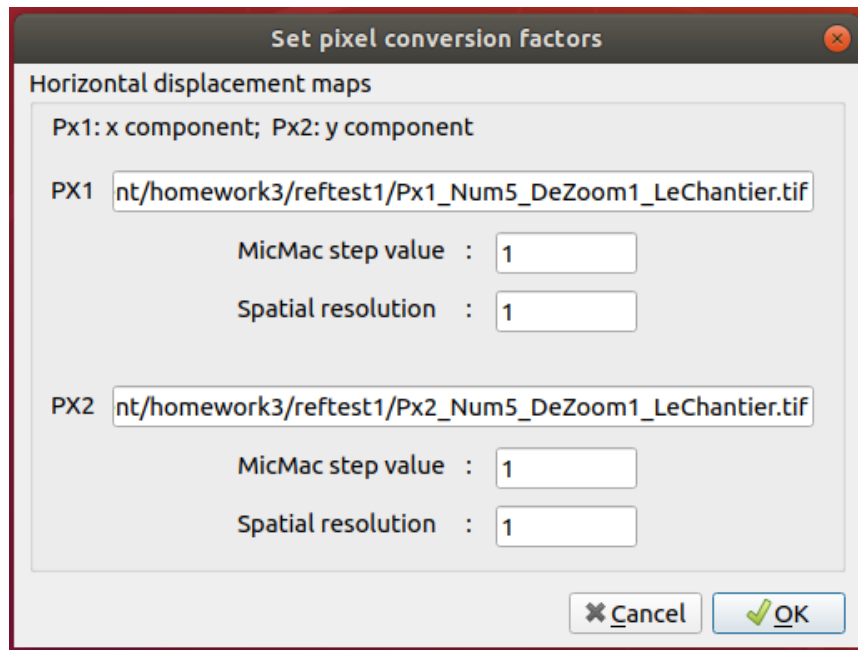 Set pixel conversion factors
Horizontal displacement maps
Px1: x component; Px2: y component
PX1 nt/homework3/reftest1/Px1_Num5_DeZoom1_LeChantier.tif
MicMac step value : 1
Spatial resolution : 1
PX2 nt/homework3/reftest1/Px2_Num5_DeZoom1_LeChantier.tif
MicMac step value : 1
Spatial resolution : 1
Cancel OK